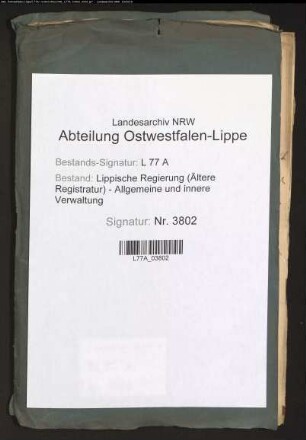 Landesarchiv NRW
Abteilung Ostwestfalen-Lippe
Bestands-Signatur: L 77 A
Bestand: Lippische Regierung (Ältere
Registratur) - Allgemeine und innere
Verwaltung
Signatur: Nr. 3802
L77A_03802